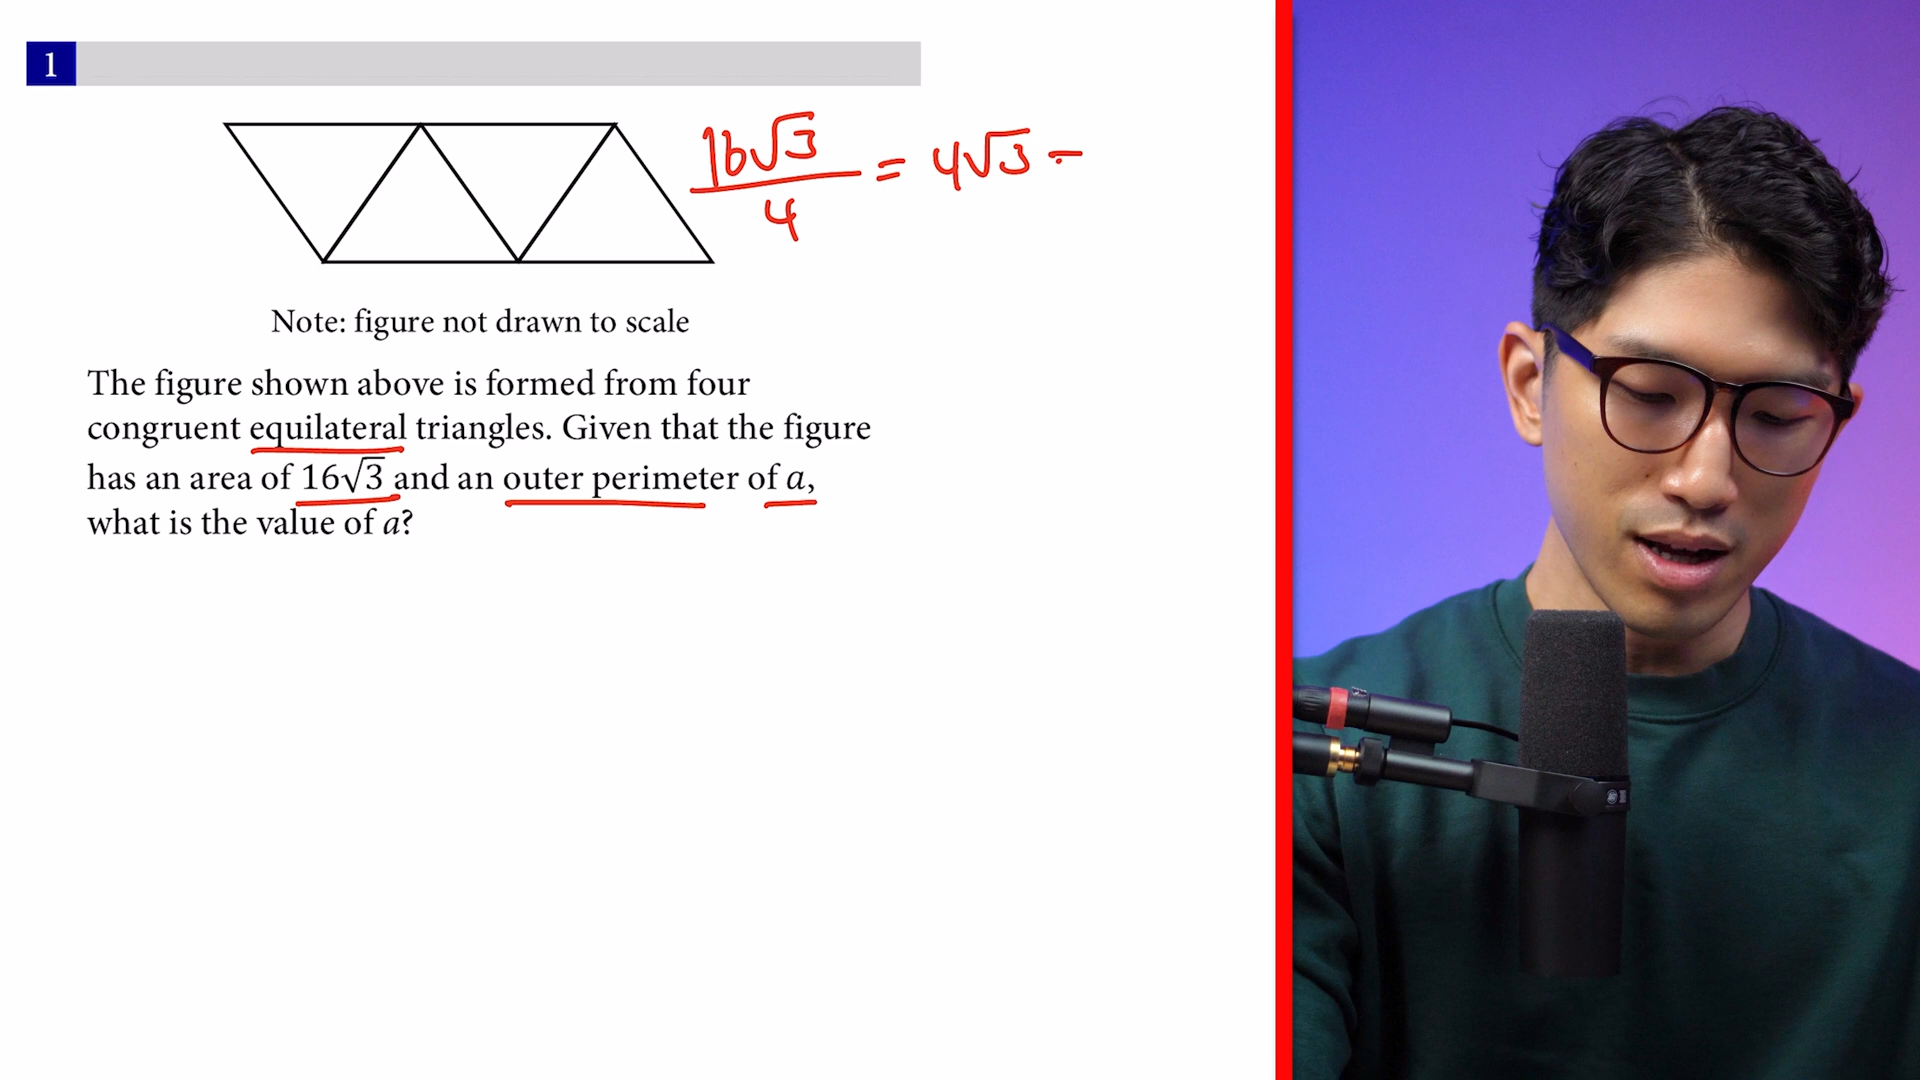 1
16√3
4
= 4√3 =
Note: figure not drawn to scale
The figure shown above is formed from four
congruent equilateral triangles. Given that the figure
has an area of 16√3 and an outer perimeter of a,
what is the value of a?